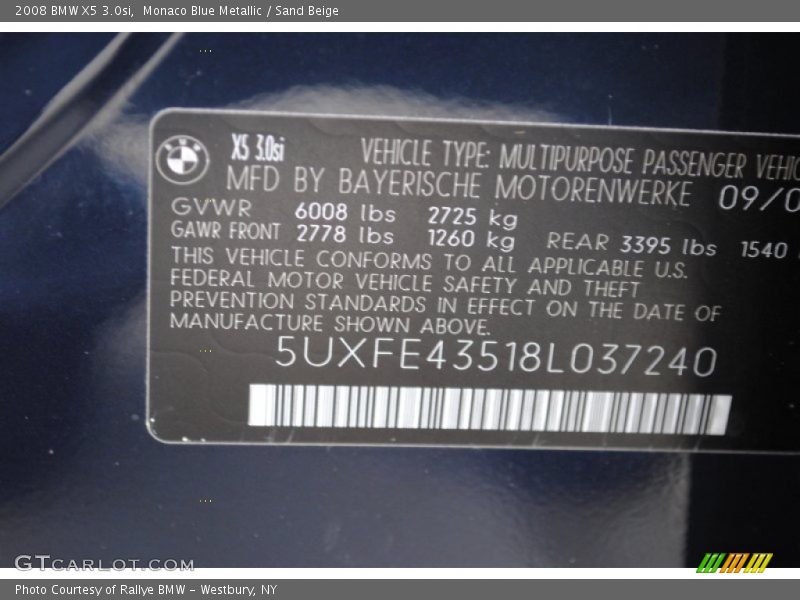 2008 BMW X5 3.0si, Monaco Blue Metallic / Sand Beige
X5 3.0si
VEHICLE TYPE: MULTIPURPOSE PASSENGER
MFD BY BAYERISCHE MOTORENWERKE 09/0
GVWR 6008 lbs 2725 kg
GAWR FRONT 2778 lbs 1260 kg REAR 3395 lbs 1540
THIS VEHICLE CONFORMS TO ALL APPLICABLE U.S.
FEDERAL MOTOR VEHICLE SAFETY AND THEFT
PREVENTION STANDARDS IN EFFECT ON THE DATE OF
MANUFACTURE SHOWN ABOVE.
5UXFE43518L037240
GTCARLOT.COM
Photo Courtesy of Rallye BMW - Westbury, NY